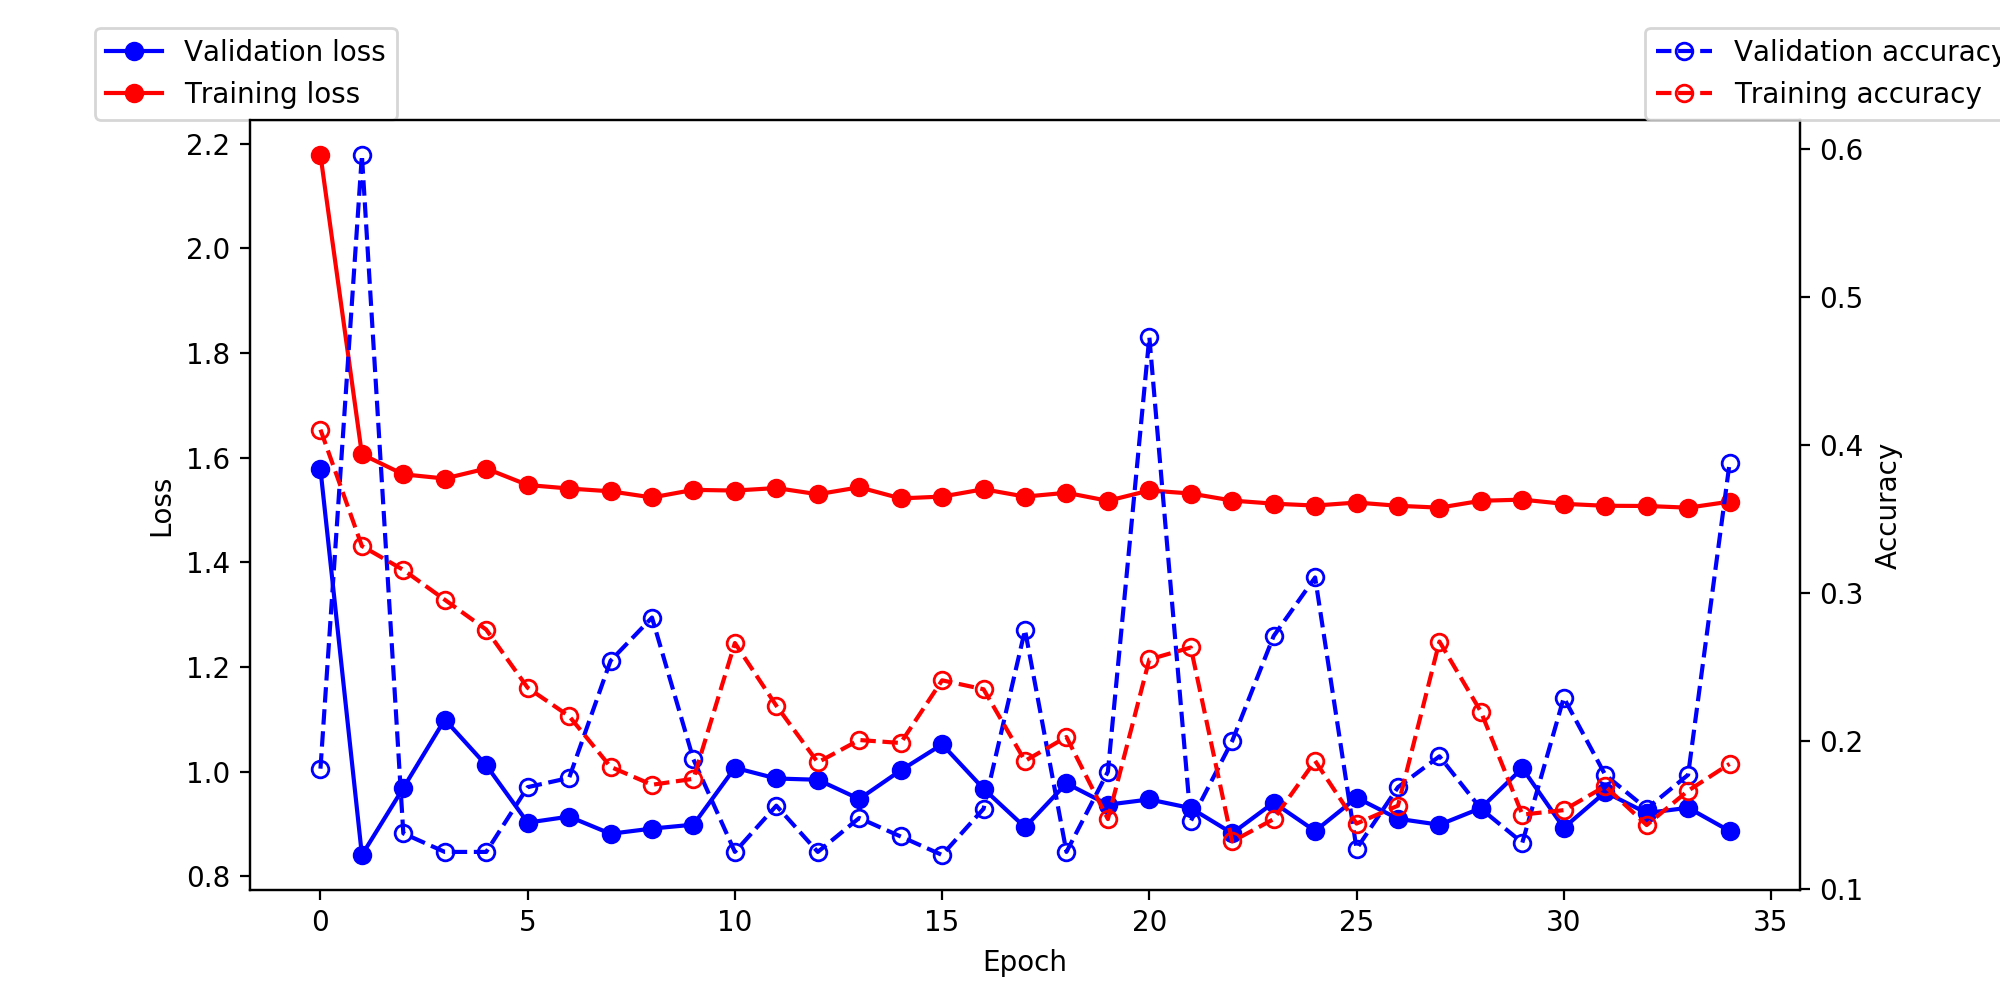 Validation loss
Training loss
Validation accuracy
Training accuracy
2.2
2.0
1.8
1.6
1.4
1.2
1.0
0.8
Loss
0.6
0.5
0.4
0.3
0.2
0.1
Accuracy
0 5 10 15 20 25 30 35
Epoch